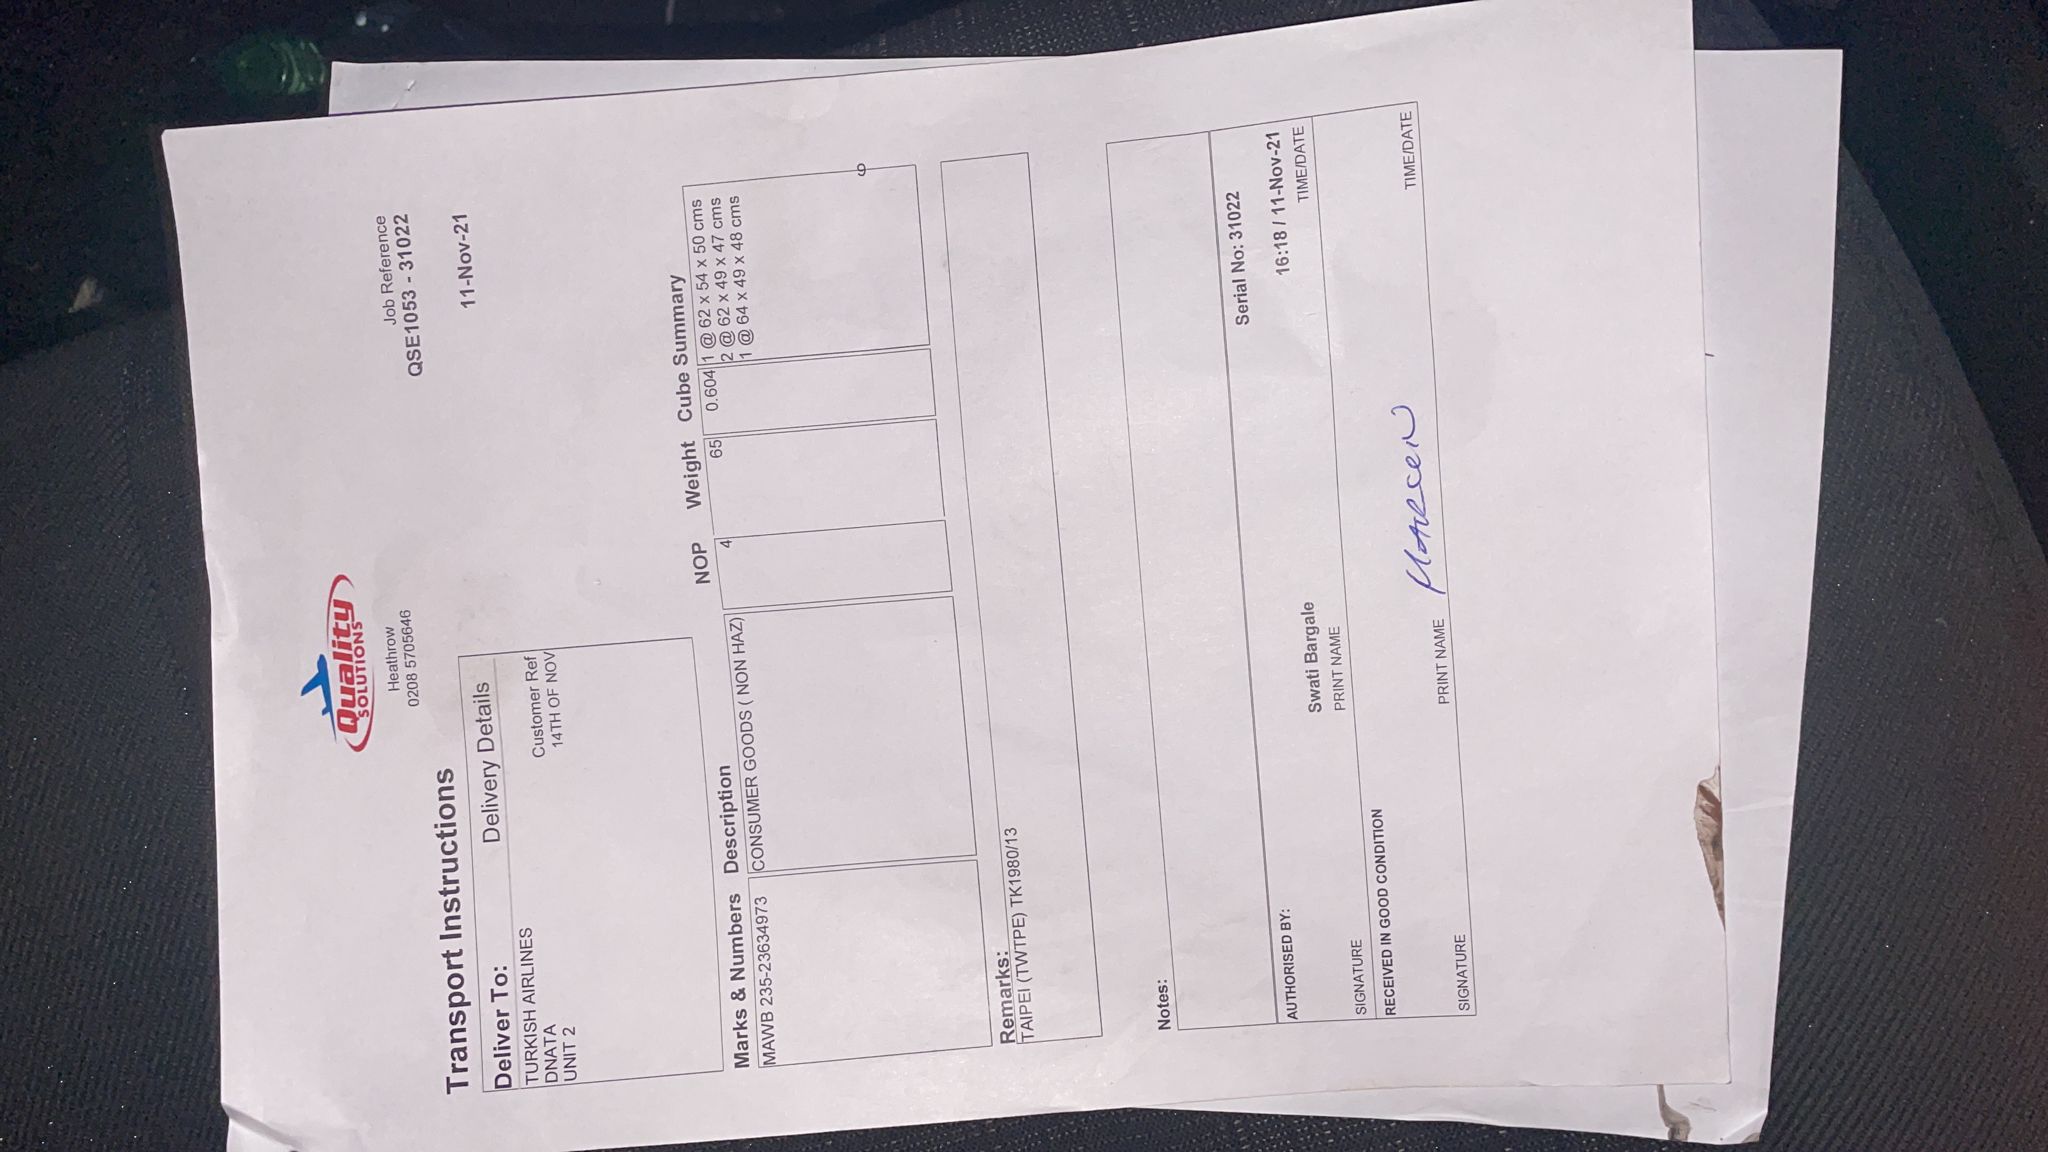 Quality
SOLUTIONS
Heathrow
0208 5705646
Job Reference
QSE1053 - 31022
Transport Instructions
11-Nov-21
Delivery Details
Deliver To:
TURKISH AIRLINES
DNATA
UNIT 2
Customer Ref
14TH OF NOV
Marks & Numbers Description NOP Weight Cube Summary
MAWB 235-23634973 CONSUMER GOODS ( NON HAZ) 4 65 0.604 1 @ 62 x 54 x 50 cms
2 @ 62 x 49 x 47 cms
1 @ 64 x 49 x 48 cms
Remarks:
TAIPEI (TWTPE) TK1980/13
Notes:
Serial No: 31022
AUTHORISED BY:
Swati Bargale 16:18 / 11-Nov-21
SIGNATURE PRINT NAME TIME/DATE
RECEIVED IN GOOD CONDITION
MARCEN
SIGNATURE PRINT NAME TIME/DATE